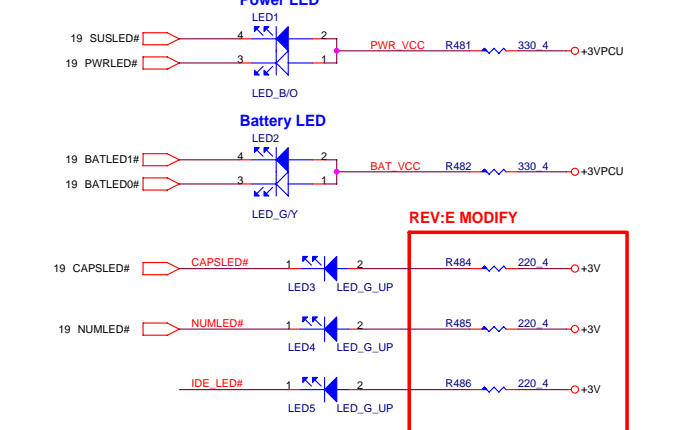 Power LED
LED1
19 SUSLED# 4 2 PWR_VCC R481 330_4 +3VPCU
19 PWRLED# 3 1
LED_B/O
Battery LED
LED2
19 BATLED1# 4 2 BAT_VCC R482 330_4 +3VPCU
19 BATLED0# 3 1
LED_G/Y
REV:E MODIFY
19 CAPSLED# CAPSLED# 1 2 R484 220_4 +3V
LED3 LED_G_UP
19 NUMLED# NUMLED# 1 2 R485 220_4 +3V
LED4 LED_G_UP
IDE_LED# 1 2 R486 220_4 +3V
LED5 LED_G_UP